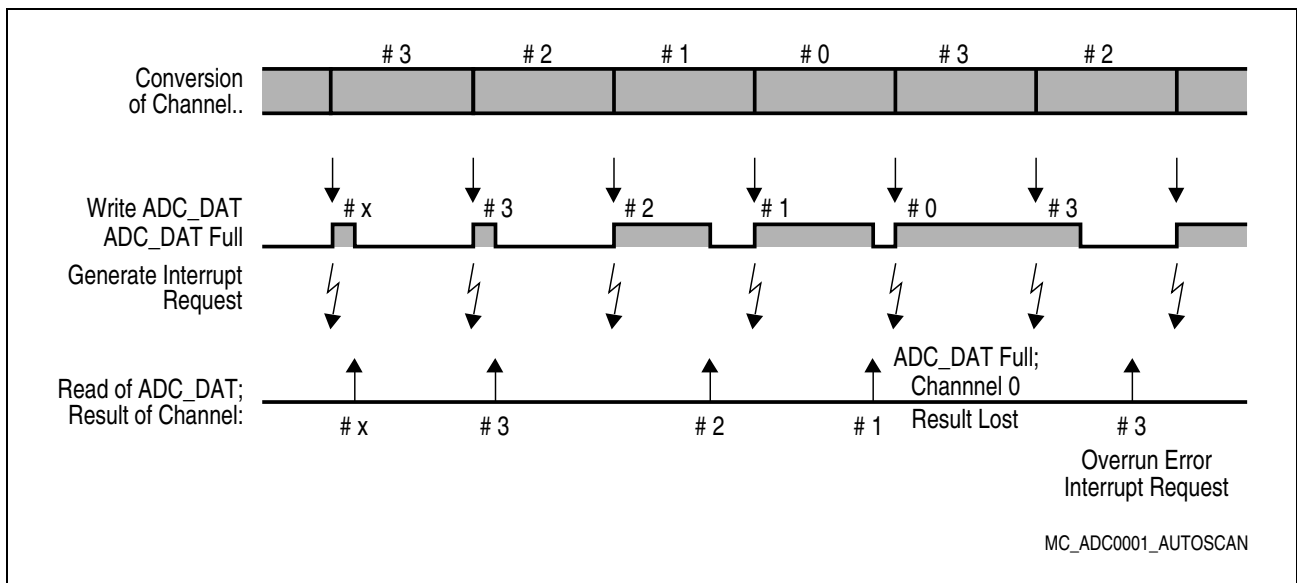 # 3 # 2 # 1 # 0 # 3 # 2
Conversion
of Channel..
Write ADC_DAT
# x # 3 # 2 # 1 # 0 # 3
ADC_DAT Full
Generate Interrupt
Request
ADC_DAT Full;
Channnel 0
Read of ADC_DAT;
Result of Channel:
Result Lost
# x # 3 # 2 # 1 # 3
Overrun Error
Interrupt Request
MC_ADC0001_AUTOSCAN